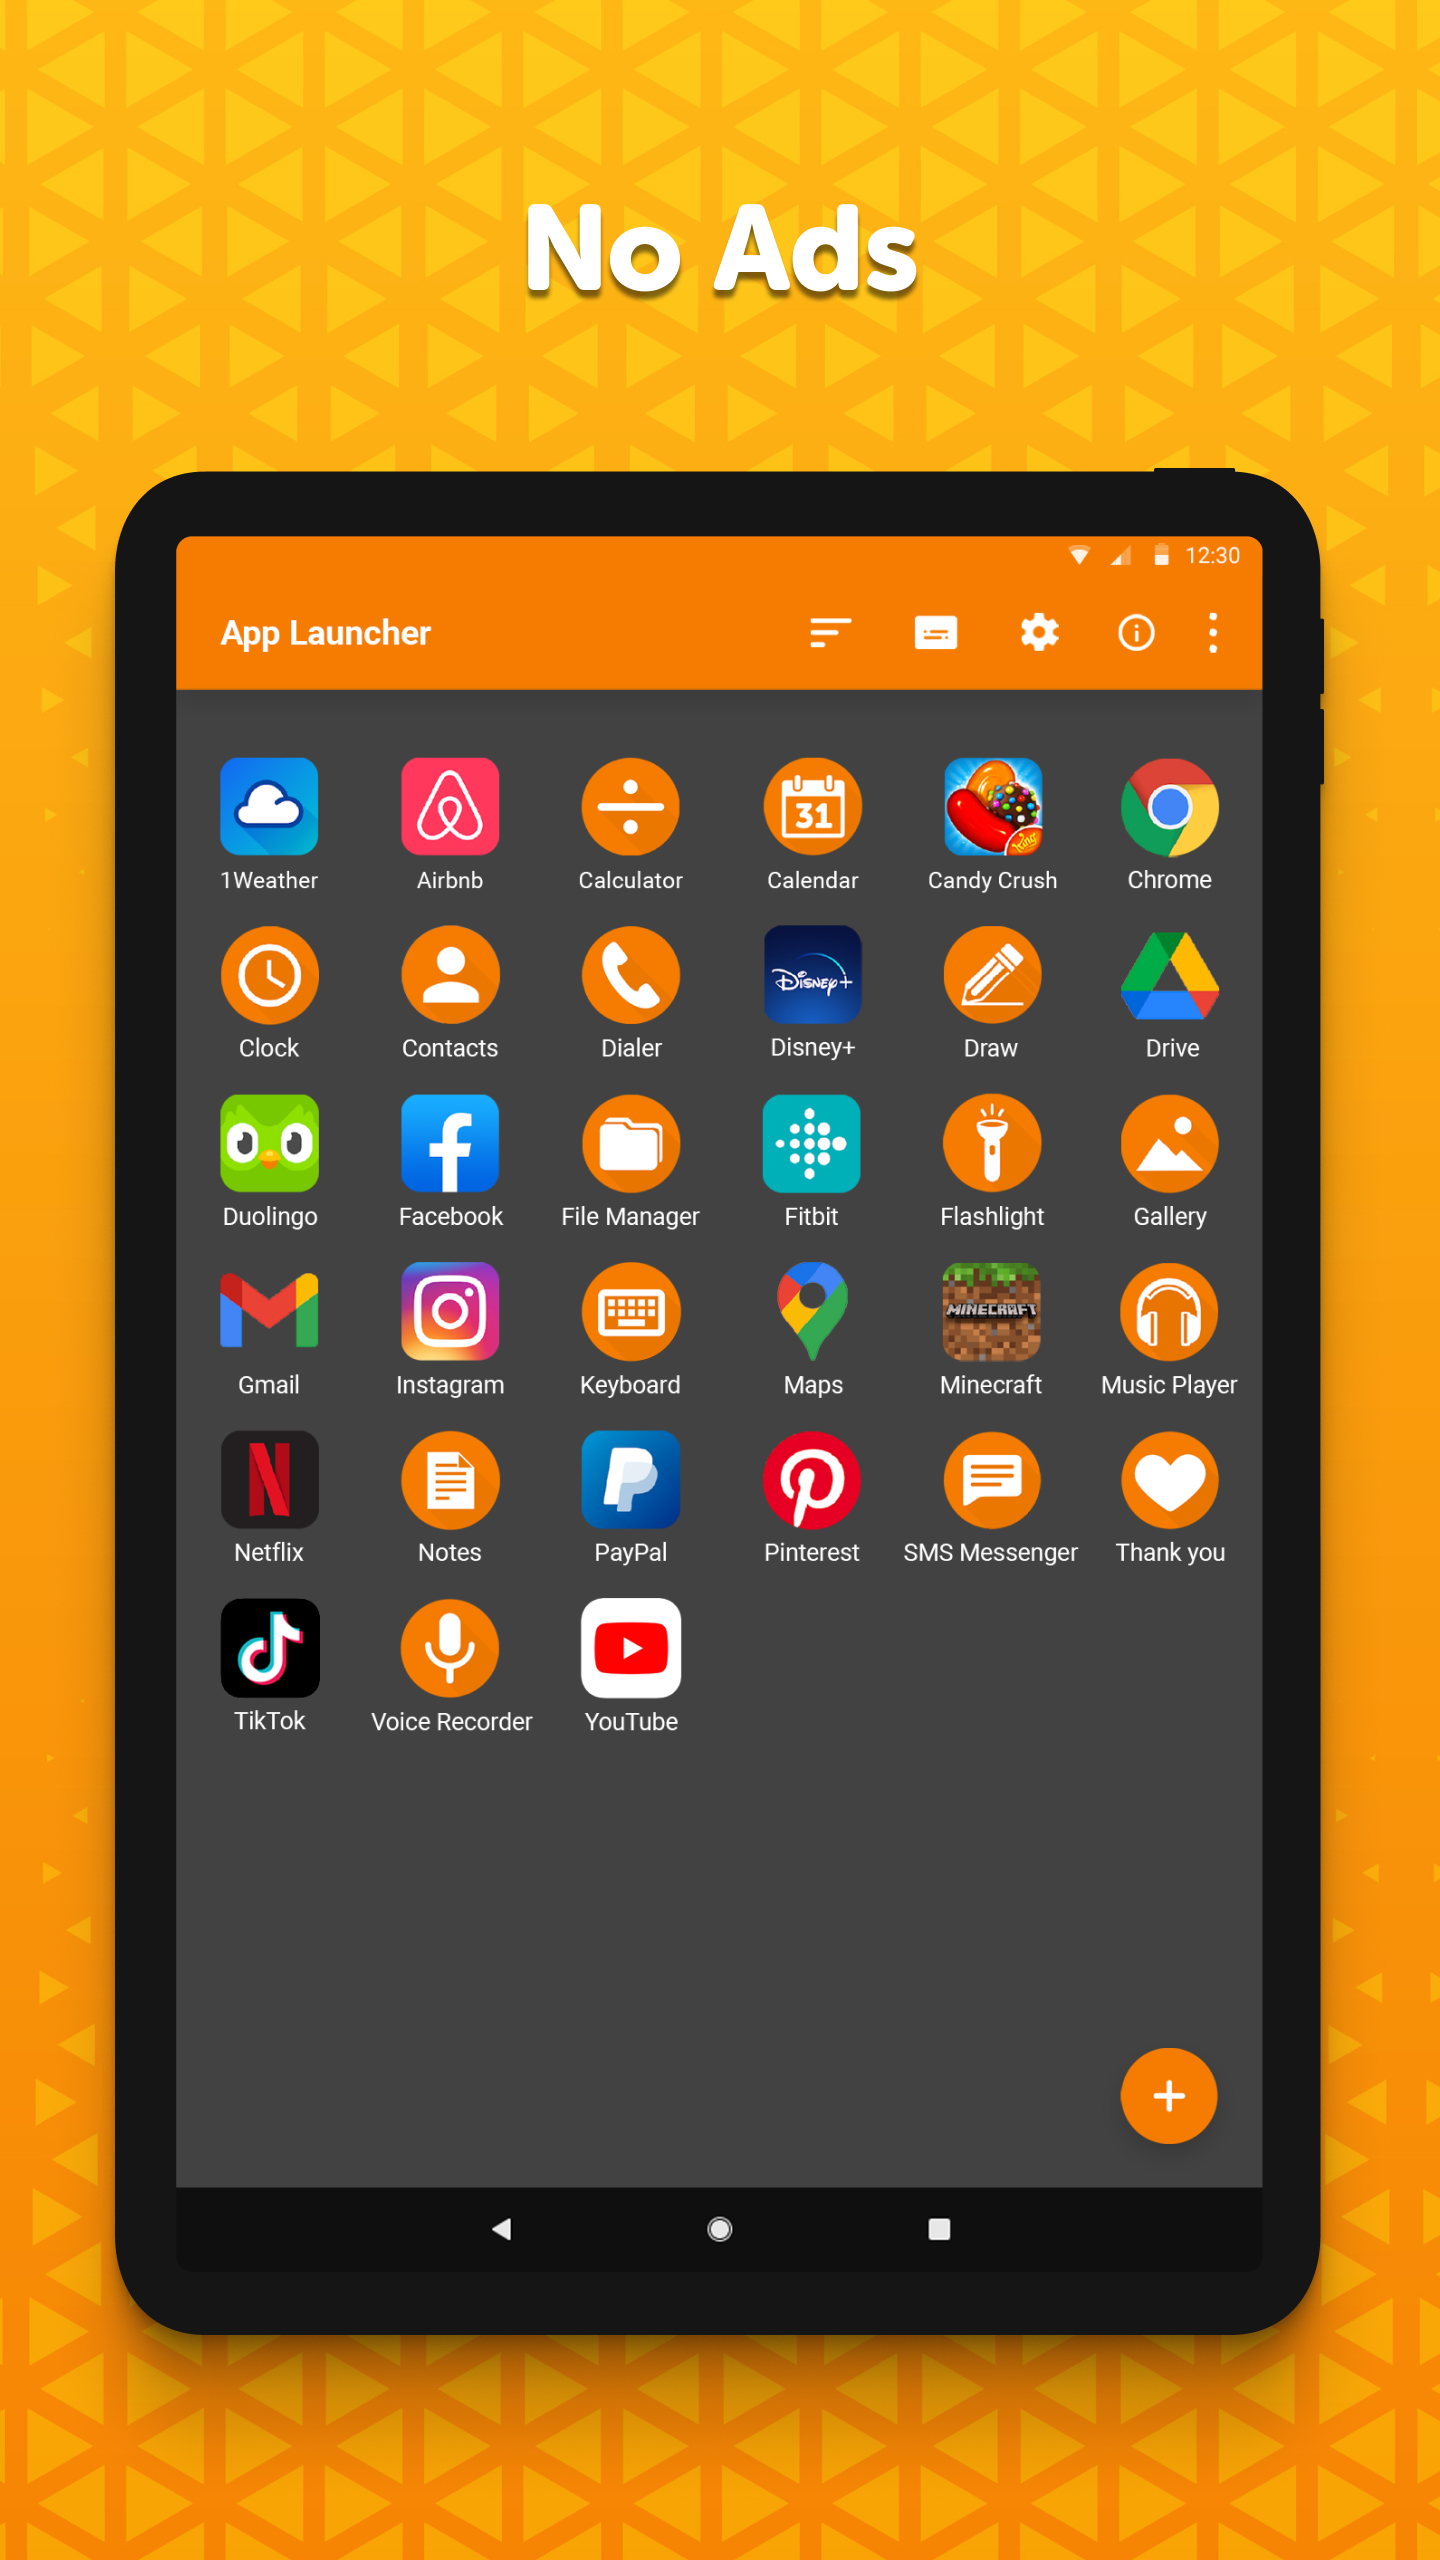 No Ads
12:30
App Launcher
31
King
1Weather Airbnb Calculator Calendar Candy Crush Chrome
Disney+
Clock Contacts Dialer Disney+ Draw Drive
Duolingo Facebook File Manager Fitbit Flashlight Gallery
MINECRAFT
Gmail Instagram Keyboard Maps Minecraft Music Player
Netflix Notes PayPal Pinterest SMS Messenger Thank you
TikTok Voice Recorder YouTube